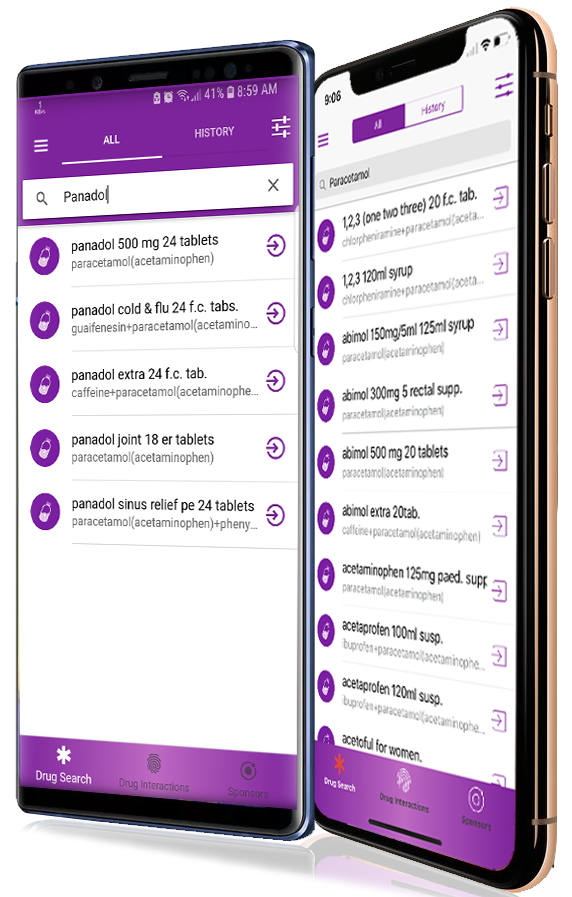 1
KB/s
41% 8:59 AM
ALL
HISTORY
Panadol
panadol 500 mg 24 tablets
paracetamol(acetaminophen)
panadol cold & flu 24 f.c. tabs.
guaifenesin+paracetamol(acetamino...
panadol extra 24 f.c. tab.
caffeine+paracetamol(acetaminophe...
panadol joint 18 er tablets
paracetamol(acetaminophen)
panadol sinus relief pe 24 tablets
paracetamol(acetaminophen)+pheny...
Drug Search
Drug Interactions
Sponsors
9:06
All
History
Paracetamol
1,2,3 (one two three) 20 f.c. tab.
chlorpheniramine+paracetamol(aceta...
1,2,3 120ml syrup
chlorpheniramine+paracetamol(aceta...
abimol 150mg/5ml 125ml syrup
paracetamol(acetaminophen)
abimol 300mg 5 rectal supp.
paracetamol(acetaminophen)
abimol 500 mg 20 tablets
paracetamol(acetaminophen)
abimol extra 20tab.
caffeine+paracetamol(acetaminophen)
acetaminophen 125mg paed. supp
paracetamol(acetaminophen)
acetaprofen 100ml susp.
ibuprofen+paracetamol(acetaminophe...
acetaprofen 120ml susp.
ibuprofen+paracetamol(acetaminophe...
acetoful for women.
Drug Search
Drug Interactions
Sponsors